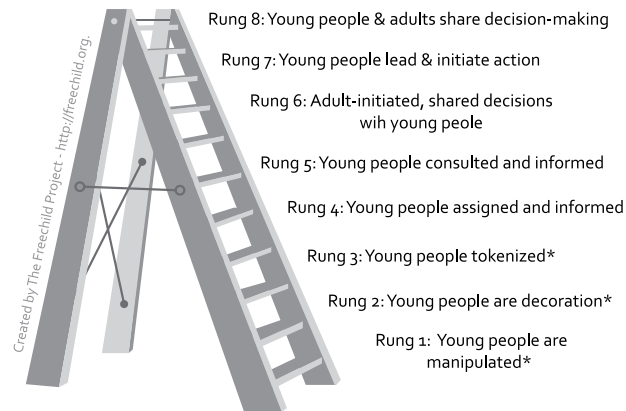 Rung 8: Young people & adults share decision-making
Rung 7: Young people lead & initiate action
Rung 6: Adult-initiated, shared decisions
wih young peole
Rung 5: Young people consulted and informed
Rung 4: Young people assigned and informed
Rung 3: Young people tokenized*
Rung 2: Young people are decoration*
Rung 1: Young people are
manipulated*
Created by The Freechild Project - http://freechild.org.